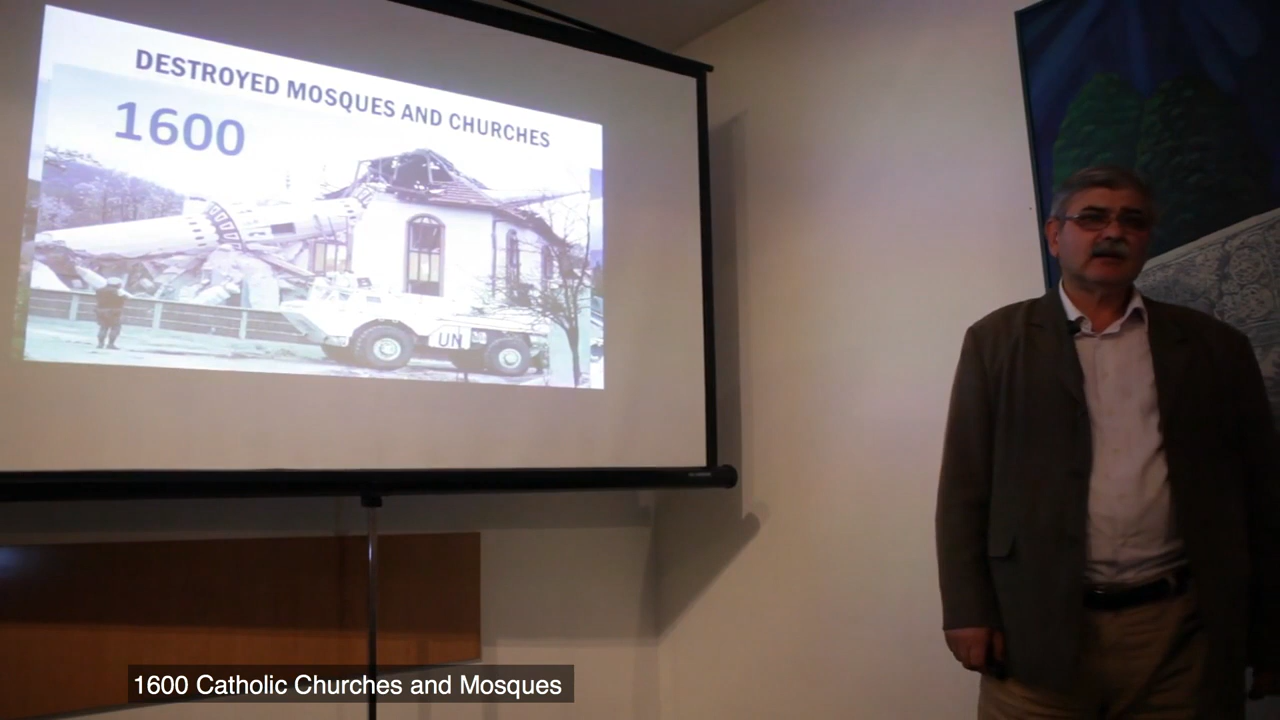 DESTROYED MOSQUES AND CHURCHES
1600
UN
1600 Catholic Churches and Mosques